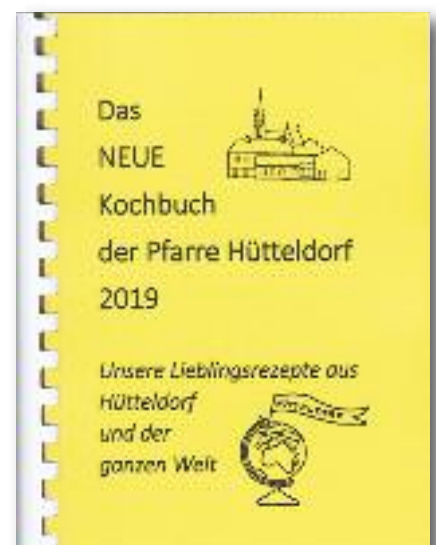 Das
NEUE
Kochbuch
der Pfarre Hütteldorf
2019
Unsere Lieblingsrezepte aus
Hütteldorf
und der
ganzen Welt